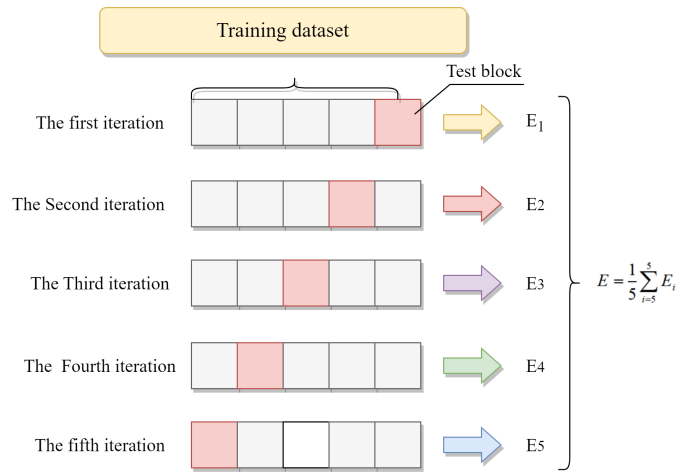 Training dataset
Test block
The first iteration
E₁
The Second iteration
E2
The Third iteration
E3
E = 1/5 ∑_{i=5}^{5} E_i
The Fourth iteration
E4
The fifth iteration
E5